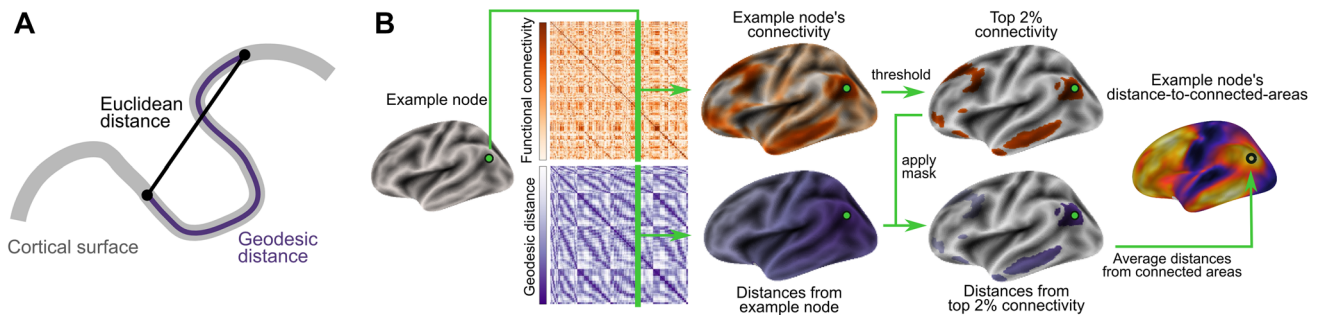 A
Euclidean
distance
Cortical surface
Geodesic
distance
B
Example node
Functional connectivity
Geodesic distance
Example node's
connectivity
Distances from
example node
threshold
apply
mask
Top 2%
connectivity
Distances from
top 2% connectivity
Example node's
distance-to-connected-areas
Average distances
from connected areas